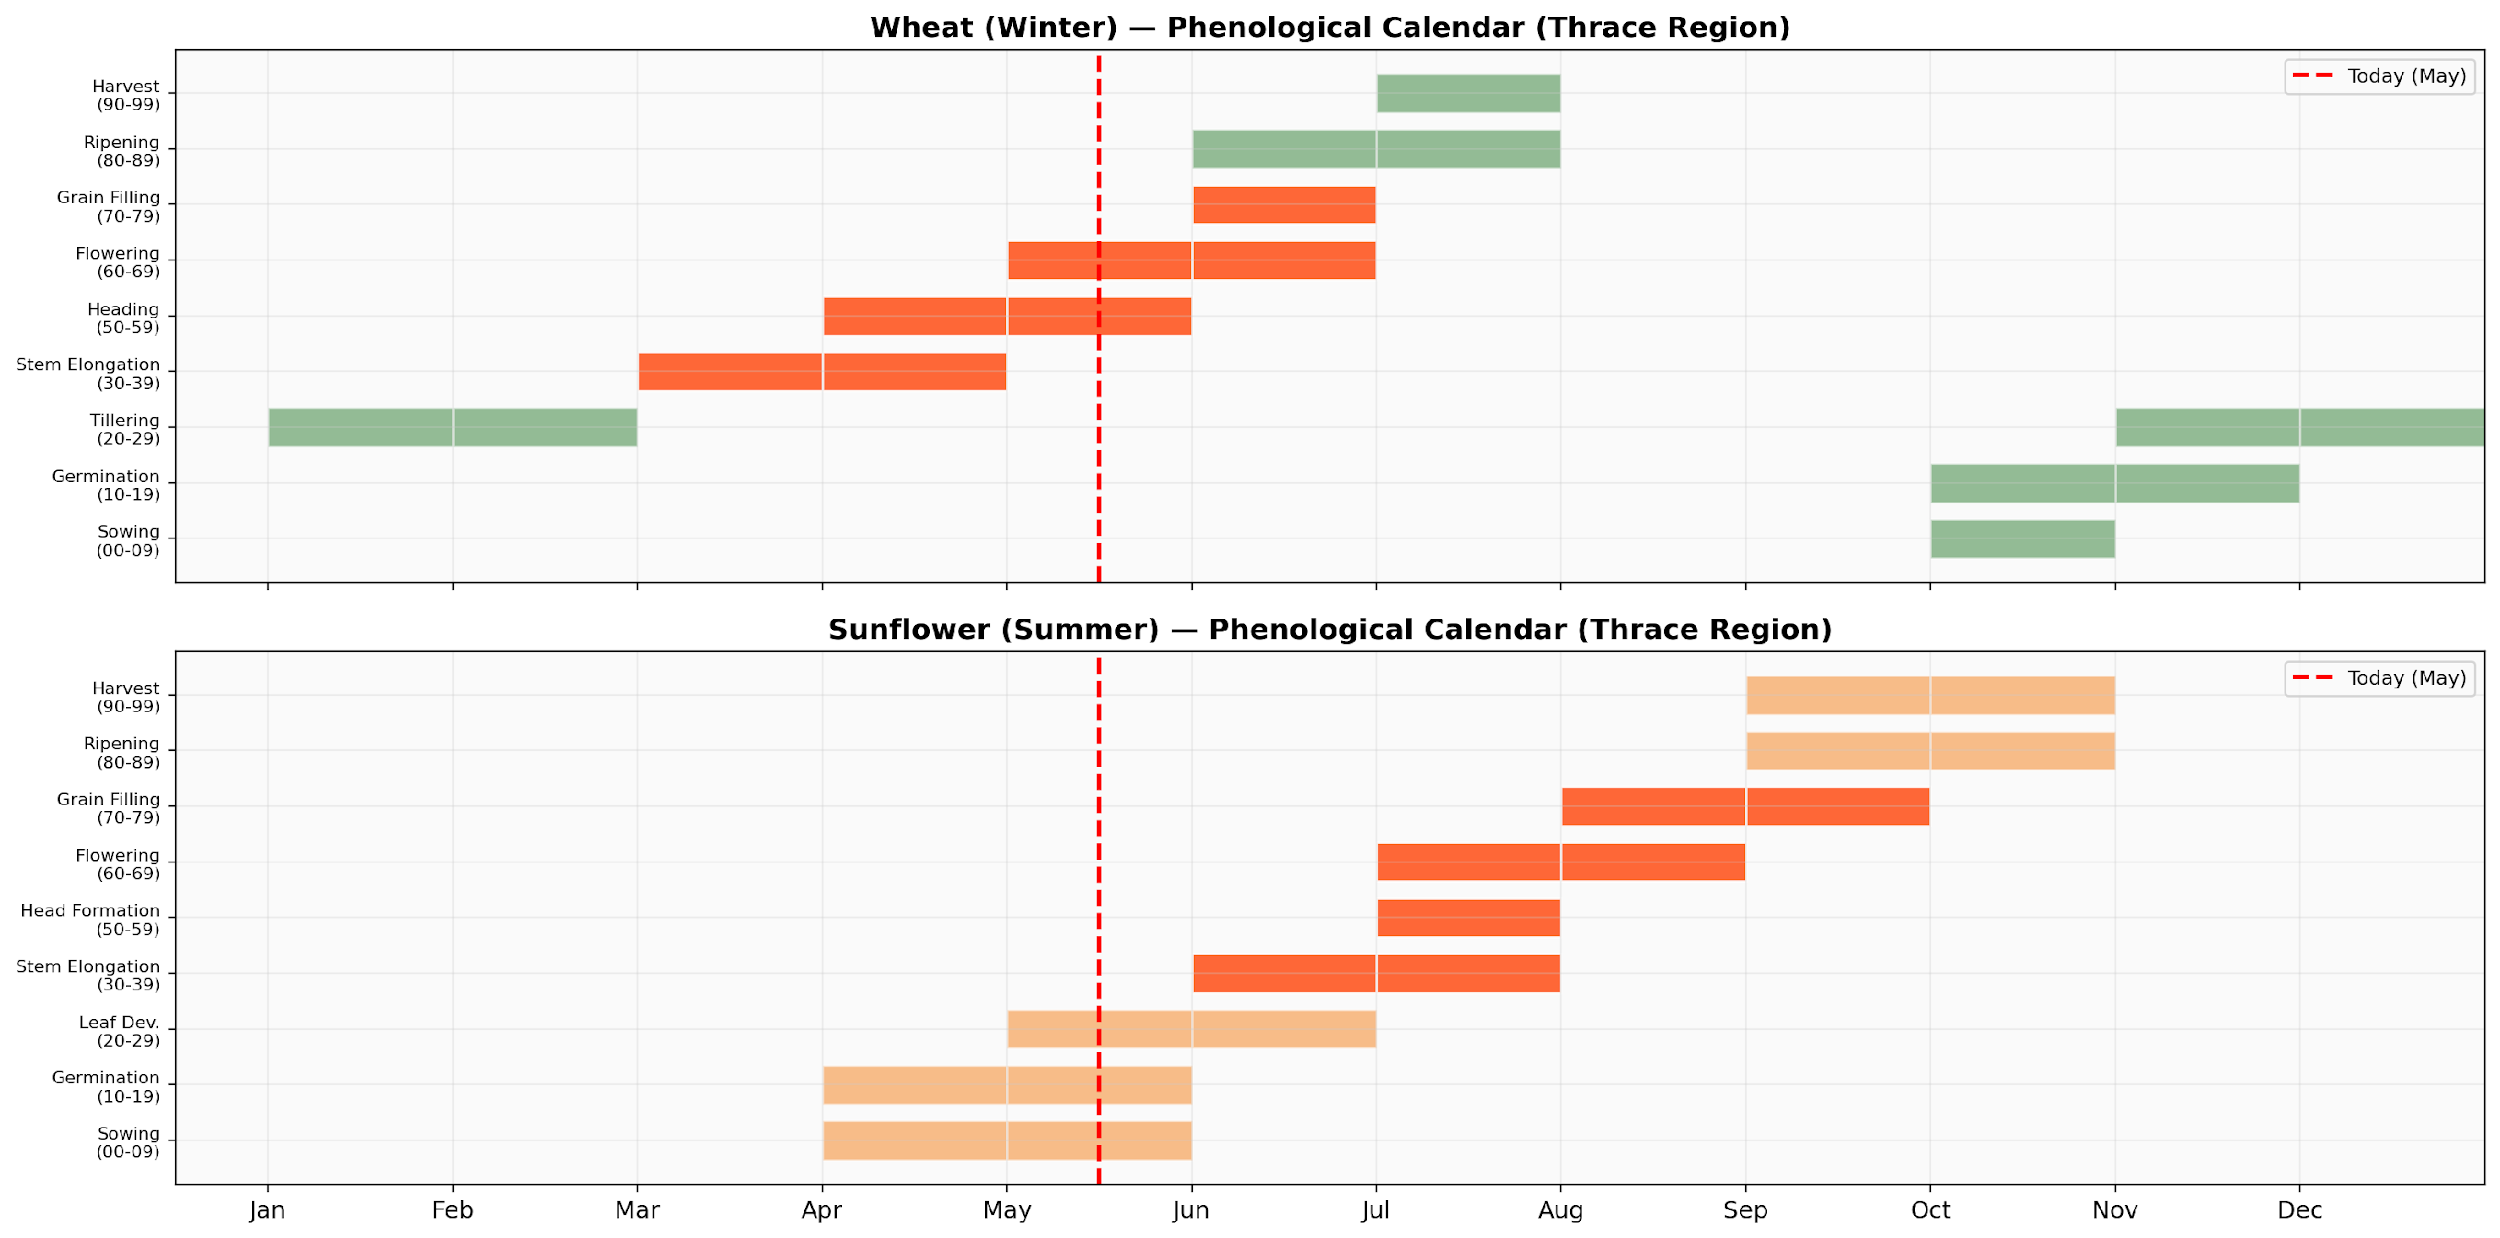 Wheat (Winter) — Phenological Calendar (Thrace Region)
Today (May)
Harvest
(90-99)
Ripening
(80-89)
Grain Filling
(70-79)
Flowering
(60-69)
Heading
(50-59)
Stem Elongation
(30-39)
Tillering
(20-29)
Germination
(10-19)
Sowing
(00-09)
Sunflower (Summer) — Phenological Calendar (Thrace Region)
Today (May)
Harvest
(90-99)
Ripening
(80-89)
Grain Filling
(70-79)
Flowering
(60-69)
Head Formation
(50-59)
Stem Elongation
(30-39)
Leaf Dev.
(20-29)
Germination
(10-19)
Sowing
(00-09)
Jan Feb Mar Apr May Jun Jul Aug Sep Oct Nov Dec